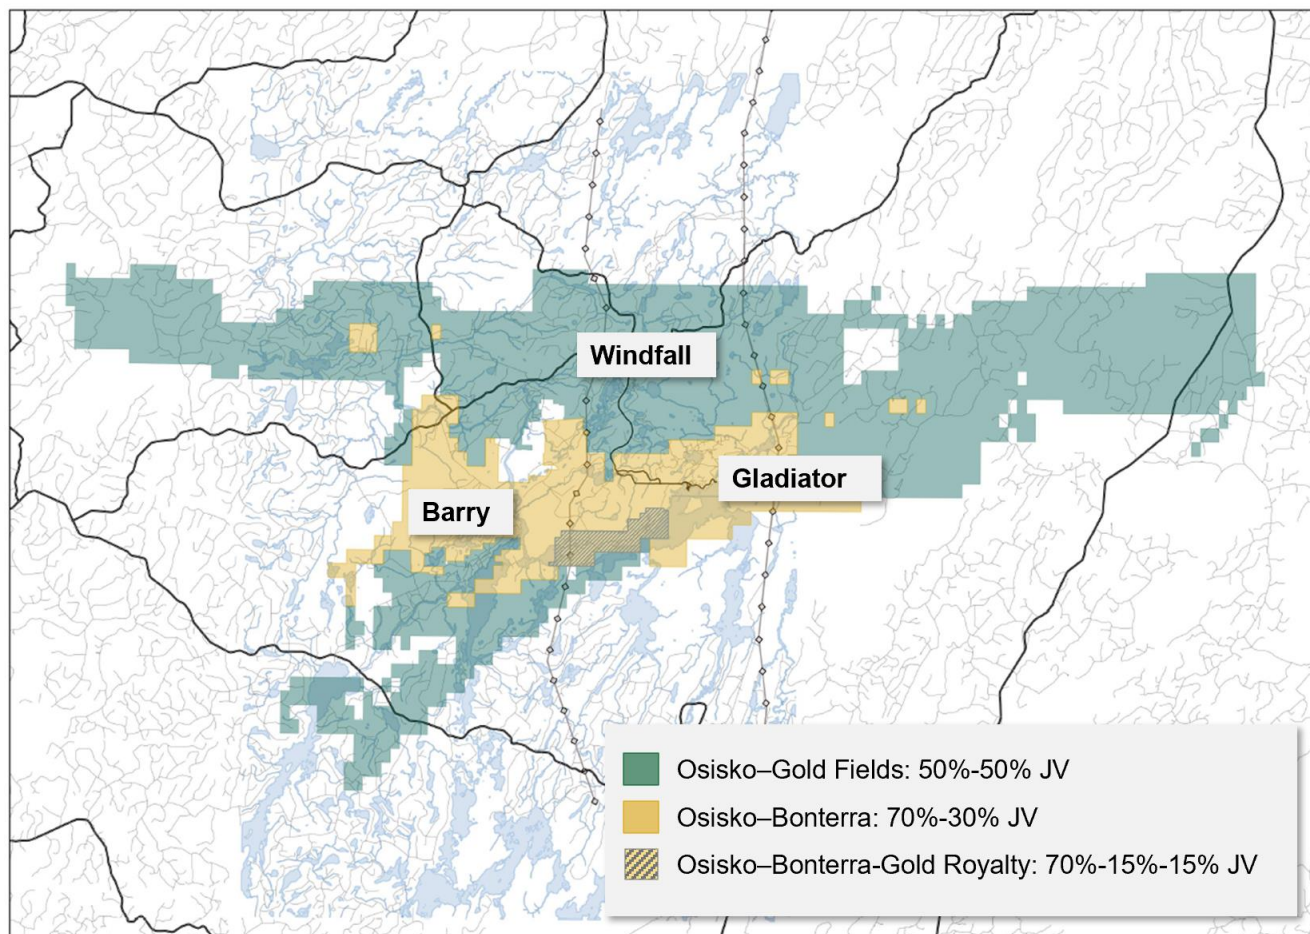 Windfall
Gladiator
Barry
Osisko–Gold Fields: 50%-50% JV
Osisko–Bonterra: 70%-30% JV
Osisko–Bonterra-Gold Royalty: 70%-15%-15% JV